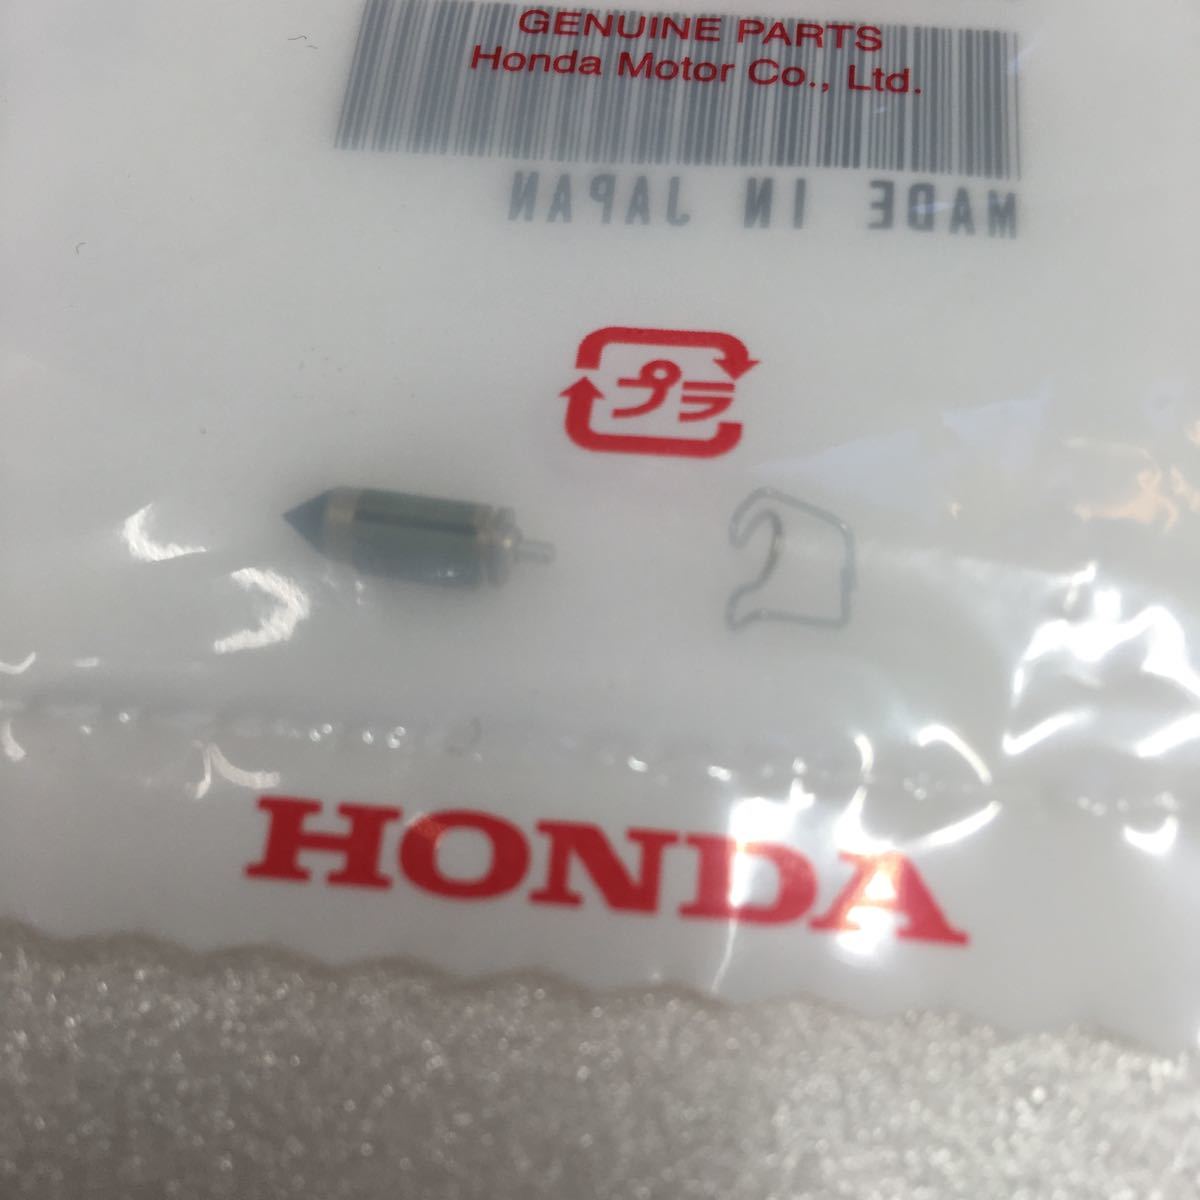 GENUINE PARTS
Honda Motor Co., Ltd.
MADE IN JAPAN
プラ
HONDA